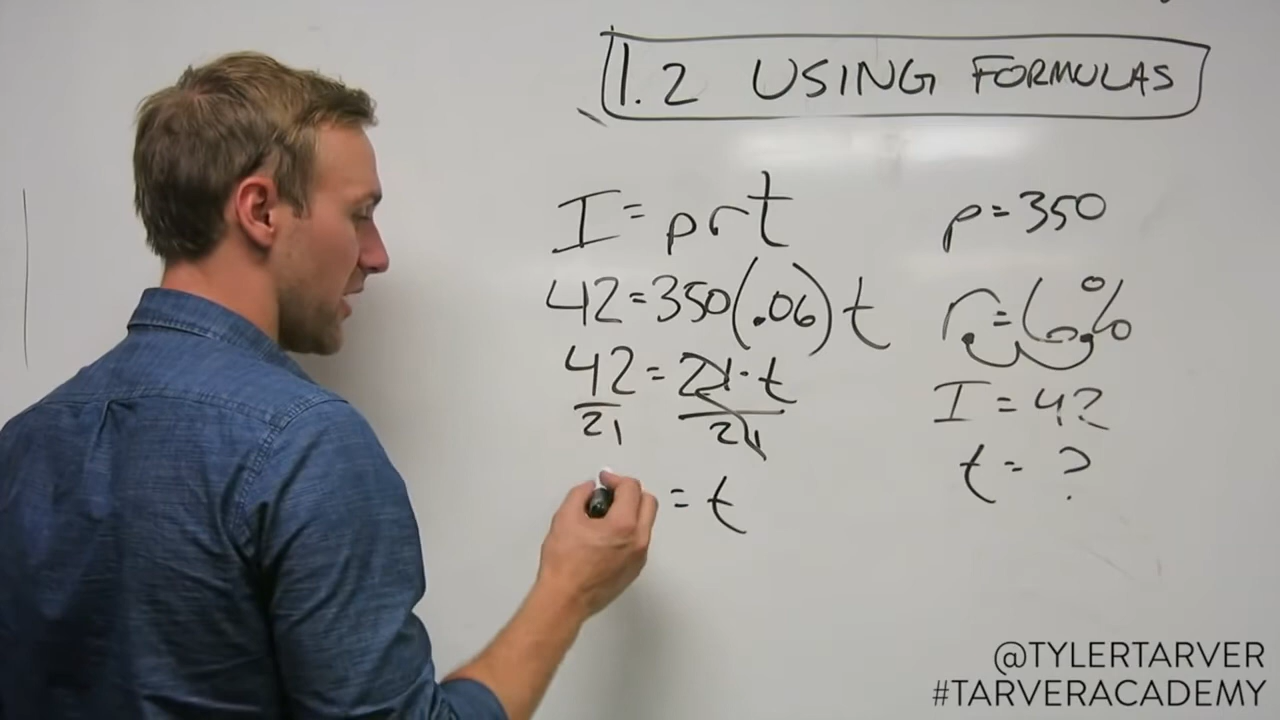 1.2 USING FORMULAS
I = prt
42 = 350(.06)t
42 = 21 · t
21 21
= t
p = 350
r = 6%
I = 42
t = ?
@TYLERTARVER
#TARVERACADEMY